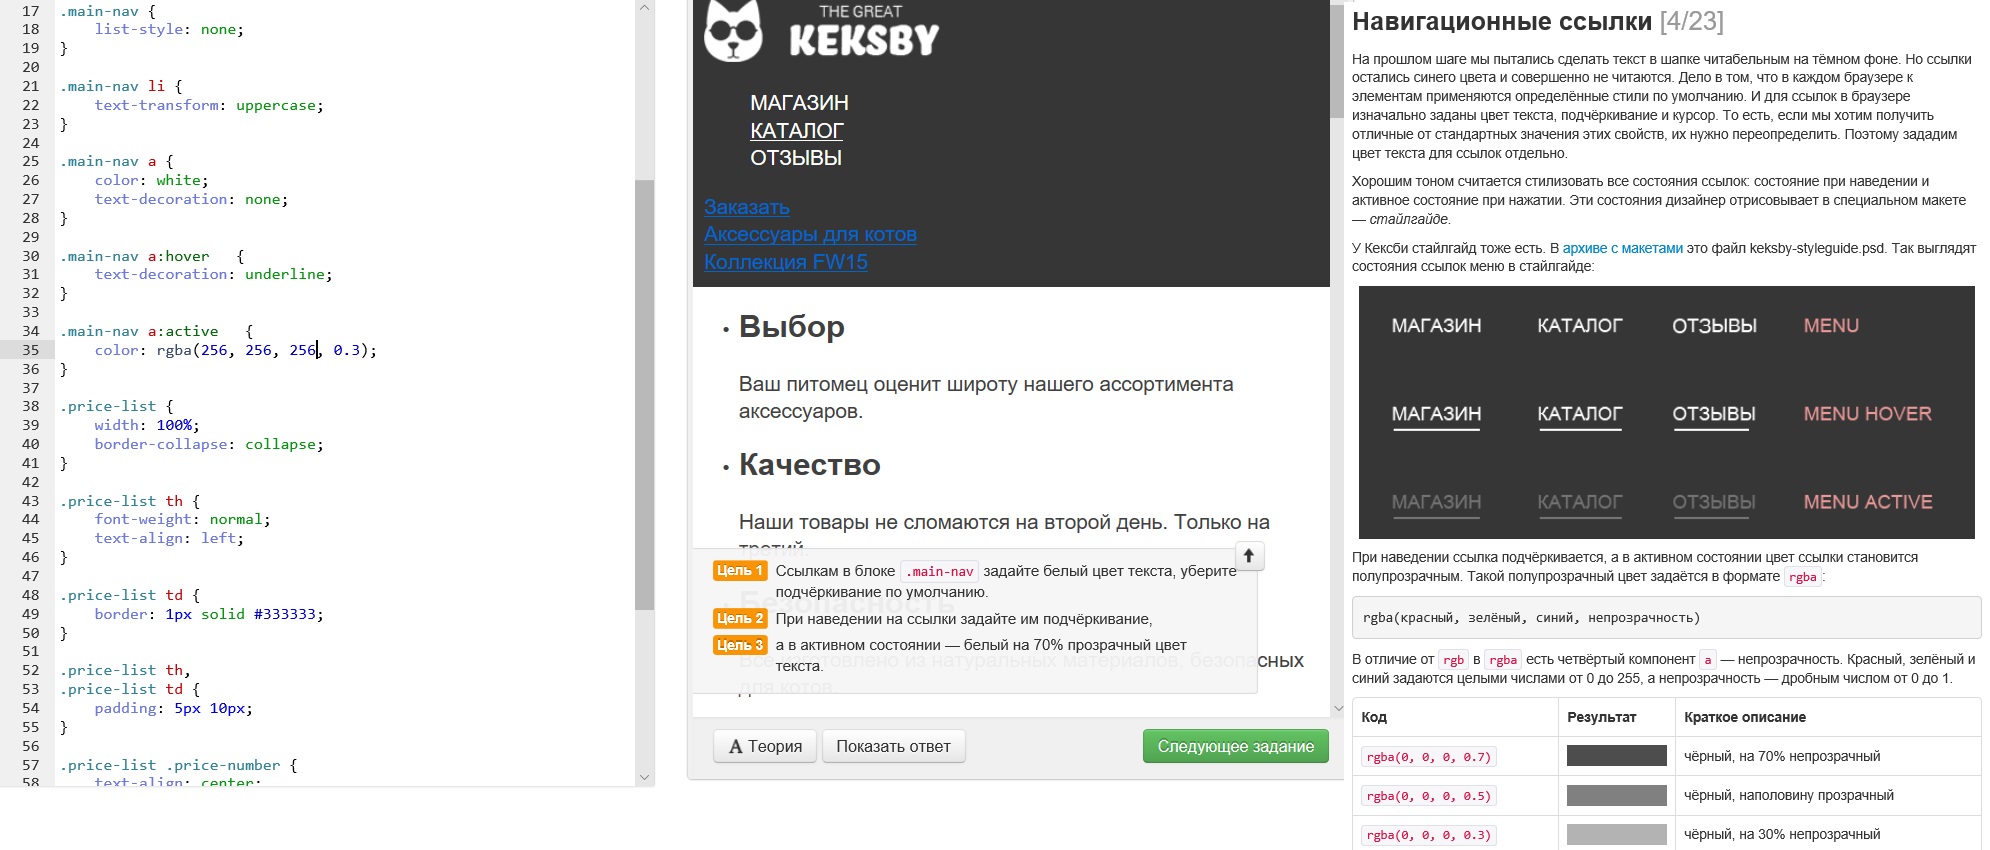 17 .main-nav {
18 list-style: none;
19 }
20
21 .main-nav li {
22 text-transform: uppercase;
23 }
24
25 .main-nav a {
26 color: white;
27 text-decoration: none;
28 }
29
30 .main-nav a:hover   {
31 text-decoration: underline;
32 }
33
34 .main-nav a:active   {
35 color: rgba(256, 256, 256, 0.3);
36 }
37
38 .price-list {
39 width: 100%;
40 border-collapse: collapse;
41 }
42
43 .price-list th {
44 font-weight: normal;
45 text-align: left;
46 }
47
48 .price-list td {
49 border: 1px solid #333333;
50 }
51
52 .price-list th,
53 .price-list td {
54 padding: 5px 10px;
55 }
56
57 .price-list .price-number {
58 text-align: center;
THE GREAT
KEKSBY
МАГАЗИН
КАТАЛОГ
ОТЗЫВЫ
Заказать
Аксессуары для котов
Коллекция FW15
• Выбор
Ваш питомец оценит широту нашего ассортимента
аксессуаров.
• Качество
Наши товары не сломаются на второй день. Только на
третий.
Безопасность
Всё изготовлено из натуральных материалов, безопасных
для котов
Цель 1 Ссылкам в блоке .main-nav задайте белый цвет текста, уберите
подчёркивание по умолчанию.
Цель 2 При наведении на ссылки задайте им подчёркивание,
Цель 3 а в активном состоянии — белый на 70% прозрачный цвет
текста.
A Теория
Показать ответ
Следующее задание
Навигационные ссылки [4/23]
На прошлом шаге мы пытались сделать текст в шапке читабельным на тёмном фоне. Но ссылки
остались синего цвета и совершенно не читаются. Дело в том, что в каждом браузере к
элементам применяются определённые стили по умолчанию. И для ссылок в браузере
изначально заданы цвет текста, подчёркивание и курсор. То есть, если мы хотим получить
отличные от стандартных значения этих свойств, их нужно переопределить. Поэтому зададим
цвет текста для ссылок отдельно.
Хорошим тоном считается стилизовать все состояния ссылок: состояние при наведении и
активное состояние при нажатии. Эти состояния дизайнер отрисовывает в специальном макете
— стайлгайде.
У Кексби стайлгайд тоже есть. В архиве с макетами это файл keksby-styleguide.psd. Так выглядят
состояния ссылок меню в стайлгайде:
МАГАЗИН КАТАЛОГ ОТЗЫВЫ MENU
МАГАЗИН КАТАЛОГ ОТЗЫВЫ MENU HOVER
МАГАЗИН КАТАЛОГ ОТЗЫВЫ MENU ACTIVE
При наведении ссылка подчёркивается, а в активном состоянии цвет ссылки становится
полупрозрачным. Такой полупрозрачный цвет задаётся в формате rgba:
rgba(красный, зелёный, синий, непрозрачность)
В отличие от rgb в rgba есть четвёртый компонент a — непрозрачность. Красный, зелёный и
синий задаются целыми числами от 0 до 255, а непрозрачность — дробным числом от 0 до 1.
Код Результат Краткое описание
rgba(0, 0, 0, 0.7) чёрный, на 70% непрозрачный
rgba(0, 0, 0, 0.5) чёрный, наполовину прозрачный
rgba(0, 0, 0, 0.3) чёрный, на 30% непрозрачный